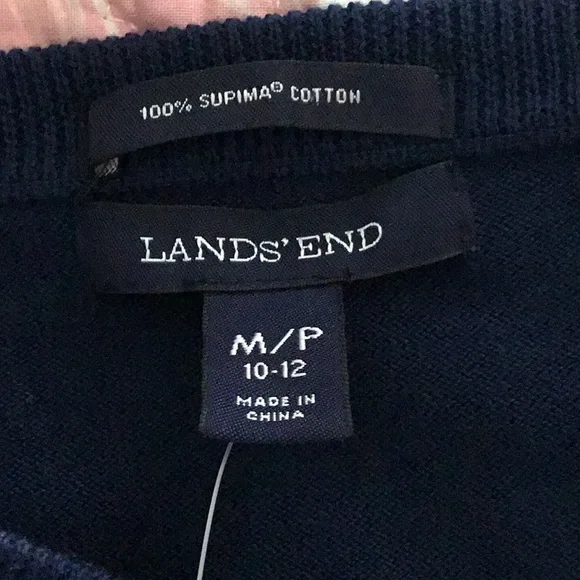 100% SUPIMA® COTTON
LANDS' END
M/P
10-12
MADE IN
CHINA